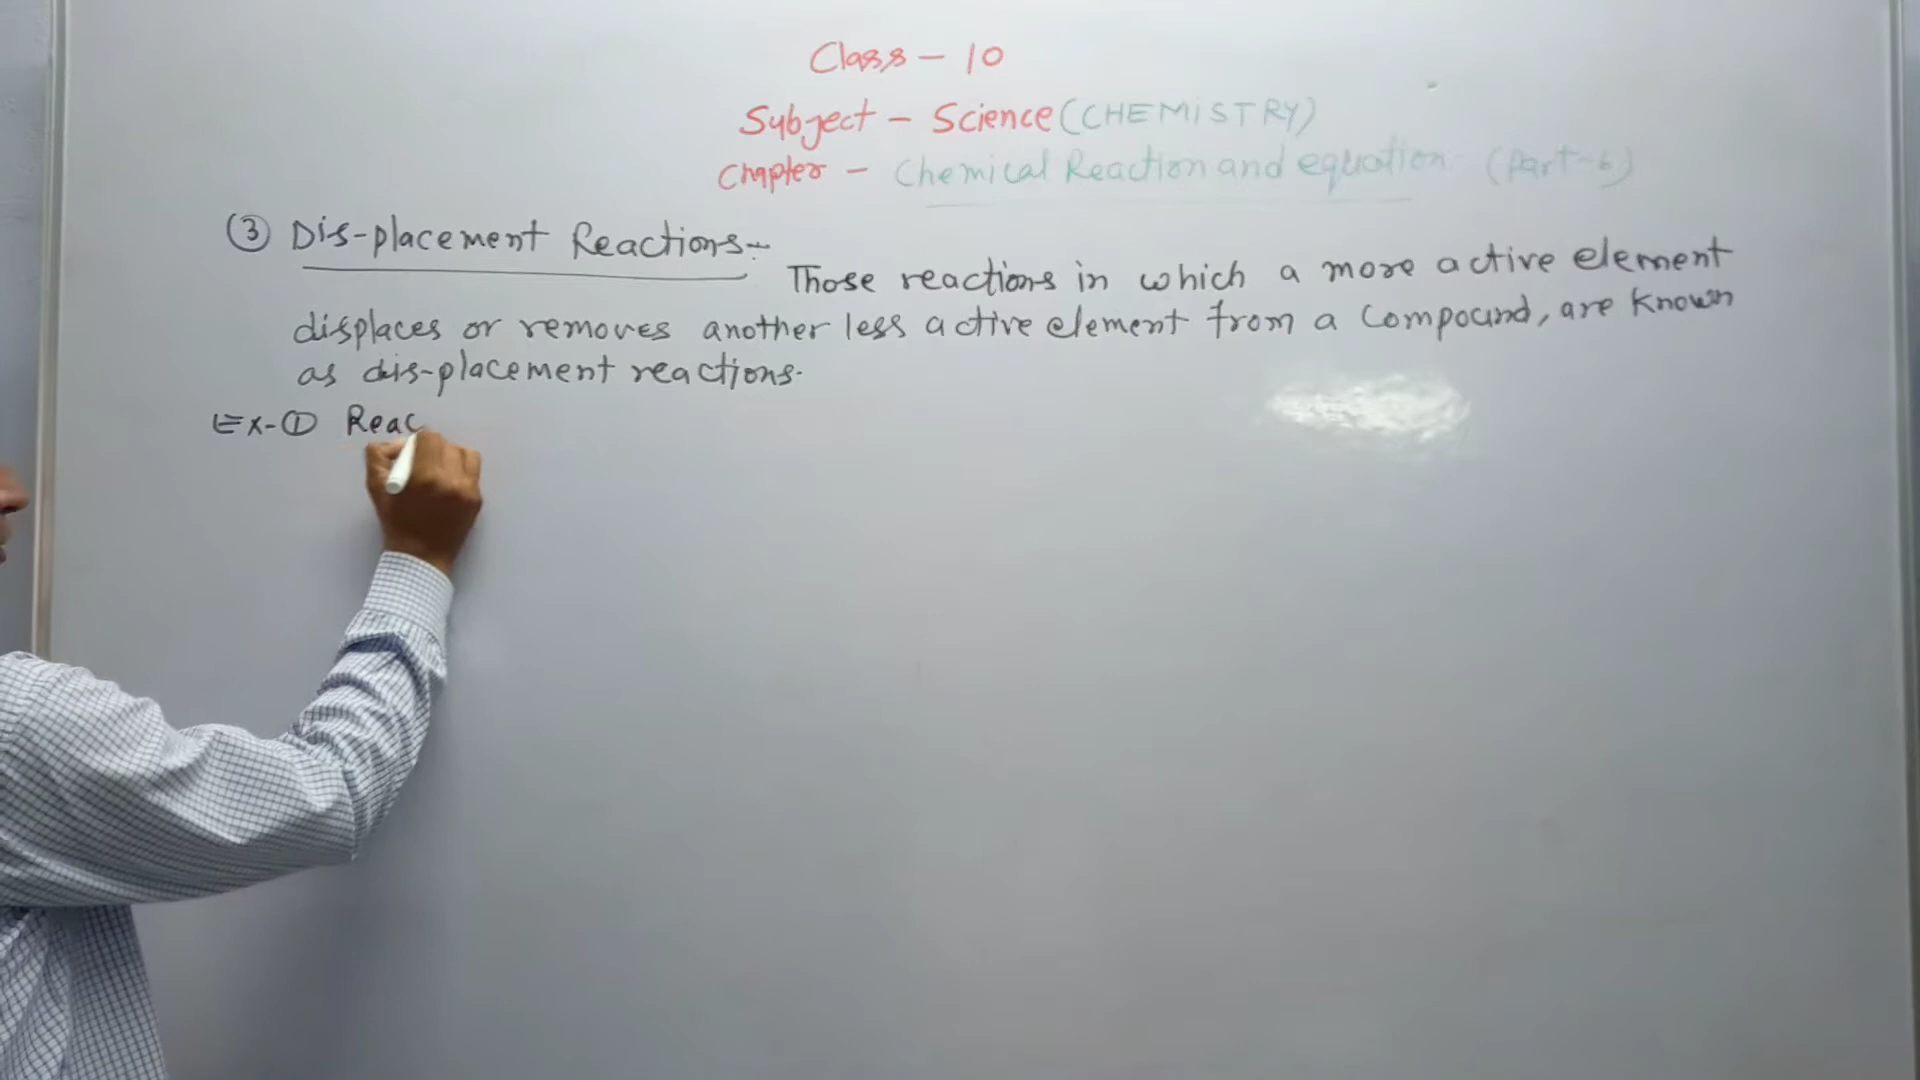 Class - 10
Subject - Science (CHEMISTRY)
Chapter - Chemical Reaction and equation (Part-6)
③ Dis-placement Reactions:-
Those reactions in which a more active element
displaces or removes another less active element from a compound, are known
as dis-placement reactions.
Ex-① Reac